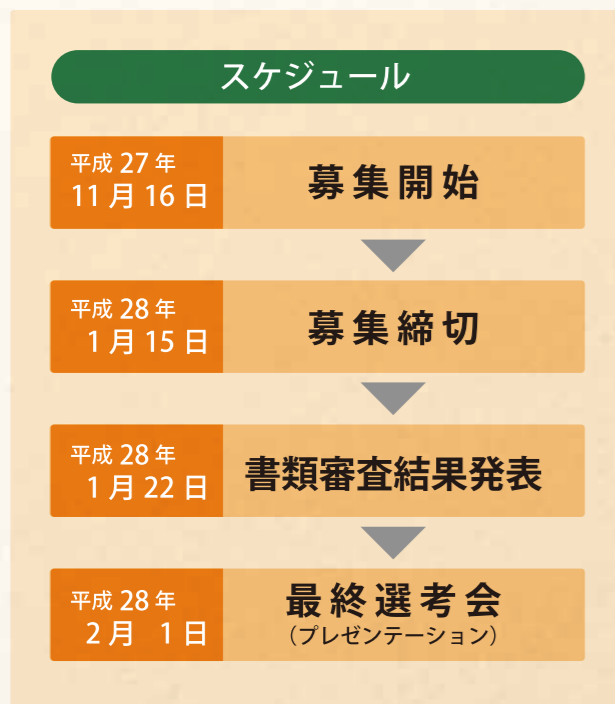 スケジュール
平成 27 年
11 月 16 日
募集開始
平成 28 年
1 月 15 日
募集締切
平成 28 年
1 月 22 日
書類審査結果発表
平成 28 年
2 月 1 日
最終選考会
（プレゼンテーション）